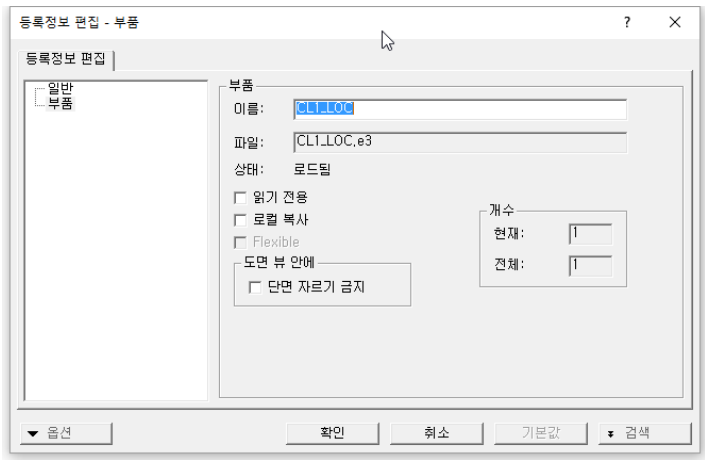 등록정보 편집 - 부품
등록정보 편집
일반
부품
부품
이름: CL1_LOC
파일: CL1_LOC.e3
상태: 로드됨
읽기 전용
로컬 복사
Flexible
도면 뷰 안에
단면 자르기 금지
개수
현재: 1
전체: 1
옵션
확인
취소
기본값
검색